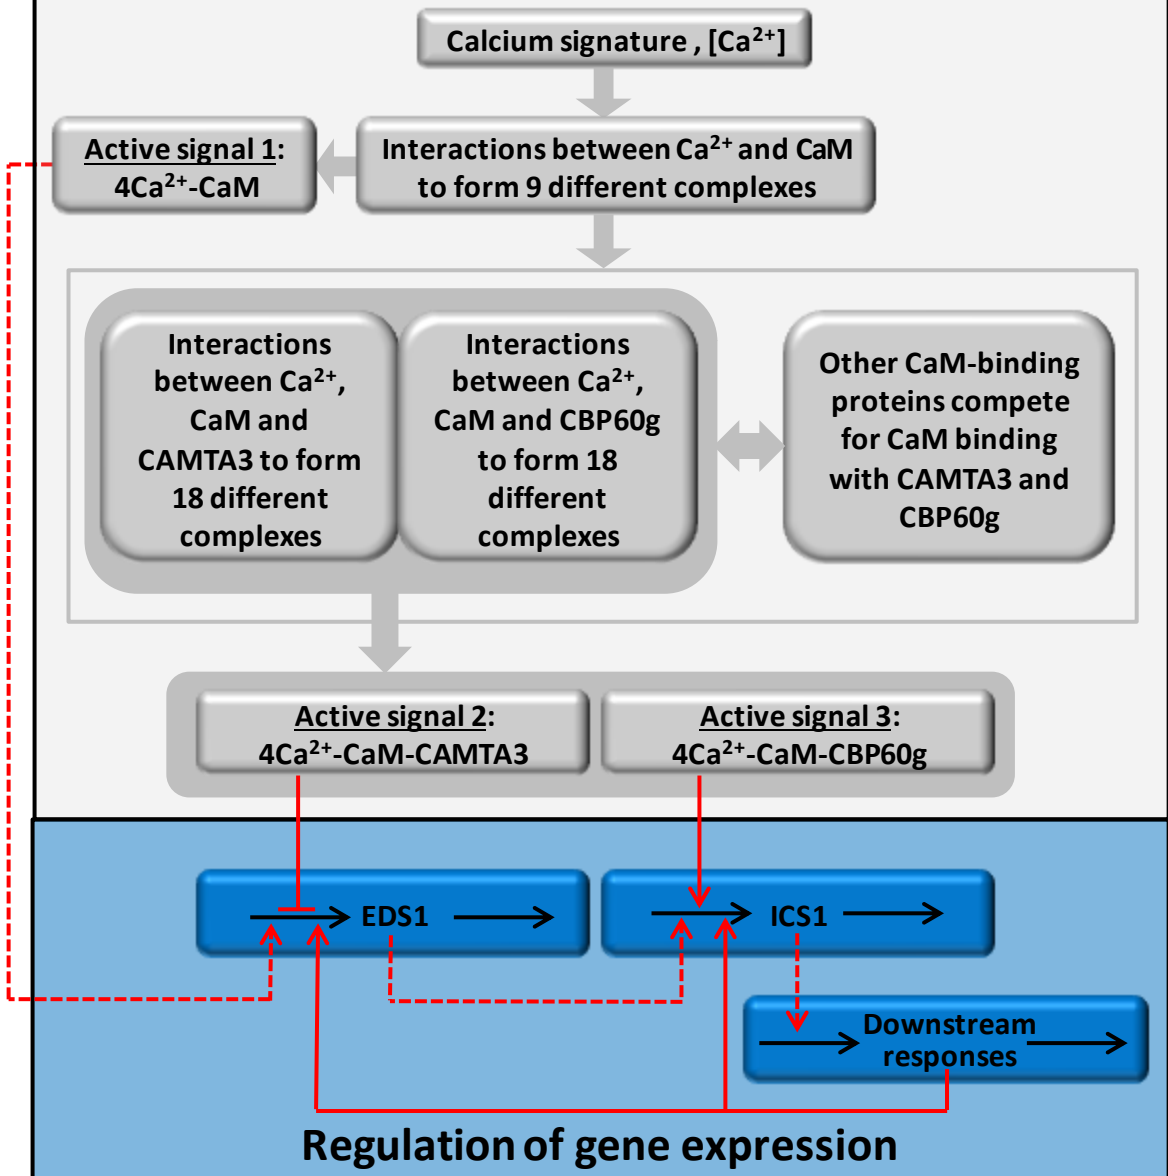 Calcium signature , [Ca²⁺]
Active signal 1:
4Ca²⁺-CaM
Interactions between Ca²⁺ and CaM
to form 9 different complexes
Interactions
between Ca²⁺,
CaM and
CAMTA3 to form
18 different
complexes
Interactions
between Ca²⁺,
CaM and CBP60g
to form 18
different
complexes
Other CaM-binding
proteins compete
for CaM binding
with CAMTA3 and
CBP60g
Active signal 2:
4Ca²⁺-CaM-CAMTA3
Active signal 3:
4Ca²⁺-CaM-CBP60g
EDS1
ICS1
Downstream
responses
Regulation of gene expression